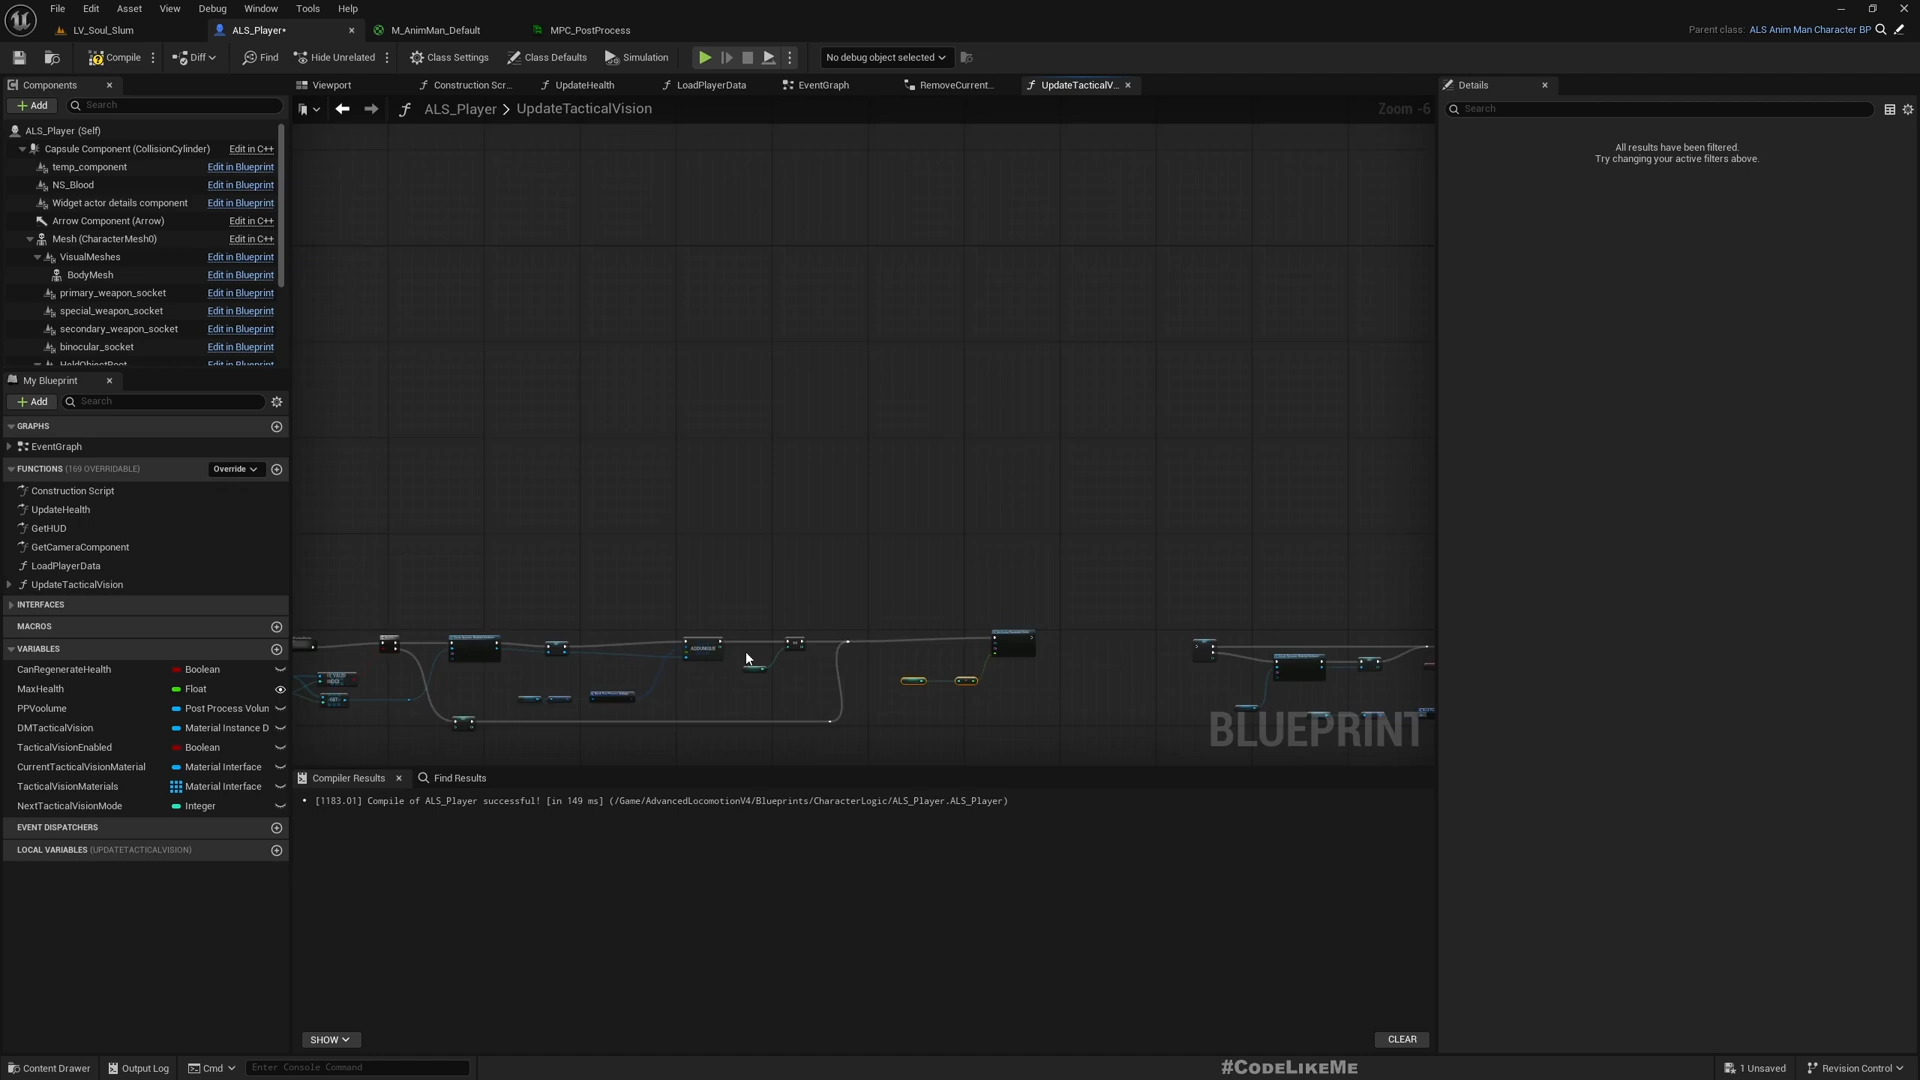 File Edit Asset View Debug Window Tools Help
LV_Soul_Slum ALS_Player* M_AnimMan_Default MPC_PostProcess
Parent class: ALS Anim Man Character BP
Compile Diff Find Hide Unrelated Class Settings Class Defaults Simulation No debug object selected
Components Viewport Construction Scr... UpdateHealth LoadPlayerData EventGraph RemoveCurrent... UpdateTacticalV... Details
Add Search
ALS_Player > UpdateTacticalVision Zoom -6
Search
All results have been filtered.
Try changing your active filters above.
ALS_Player (Self)
Capsule Component (CollisionCylinder) Edit in C++
temp_component Edit in Blueprint
NS_Blood Edit in Blueprint
Widget actor details component Edit in Blueprint
Arrow Component (Arrow) Edit in C++
Mesh (CharacterMesh0) Edit in C++
VisualMeshes Edit in Blueprint
BodyMesh Edit in Blueprint
primary_weapon_socket Edit in Blueprint
special_weapon_socket Edit in Blueprint
secondary_weapon_socket Edit in Blueprint
binocular_socket Edit in Blueprint
HeldObjectRoot Edit in Blueprint
My Blueprint
Add Search
GRAPHS
EventGraph
FUNCTIONS (169 OVERRIDABLE) Override
Construction Script
UpdateHealth
GetHUD
GetCameraComponent
LoadPlayerData
UpdateTacticalVision
INTERFACES
MACROS
VARIABLES
CanRegenerateHealth Boolean
MaxHealth Float
PPVoolume Post Process Volun
DMTacticalVision Material Instance D
TacticalVisionEnabled Boolean
CurrentTacticalVisionMaterial Material Interface
TacticalVisionMaterials Material Interface
NextTacticalVisionMode Integer
EVENT DISPATCHERS
LOCAL VARIABLES (UPDATETACTICALVISION)
ADDUNIQUE
BLUEPRINT
Compiler Results Find Results
[1183.01] Compile of ALS_Player successful! [in 149 ms] (/Game/AdvancedLocomotionV4/Blueprints/CharacterLogic/ALS_Player.ALS_Player)
SHOW CLEAR
Content Drawer Output Log Cmd Enter Console Command #CODELIKEME 1 Unsaved Revision Control